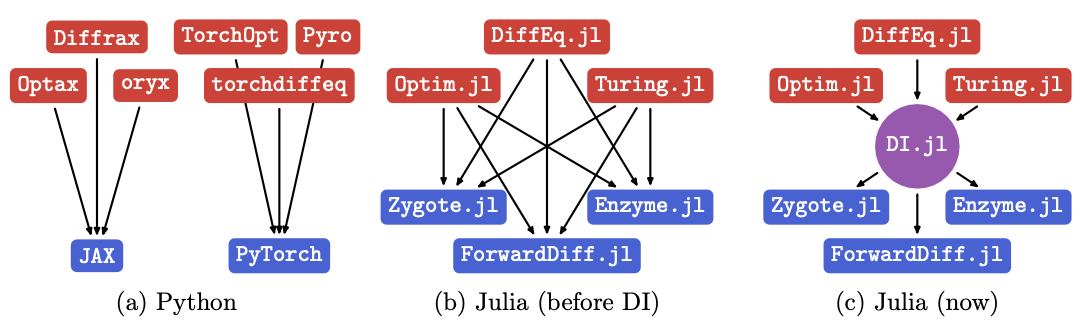 Diffrax
Optax
oryx
JAX
TorchOpt
Pyro
torchdiffeq
PyTorch
(a) Python
DiffEq.jl
Optim.jl
Turing.jl
Zygote.jl
Enzyme.jl
ForwardDiff.jl
(b) Julia (before DI)
DiffEq.jl
Optim.jl
Turing.jl
DI.jl
Zygote.jl
Enzyme.jl
ForwardDiff.jl
(c) Julia (now)